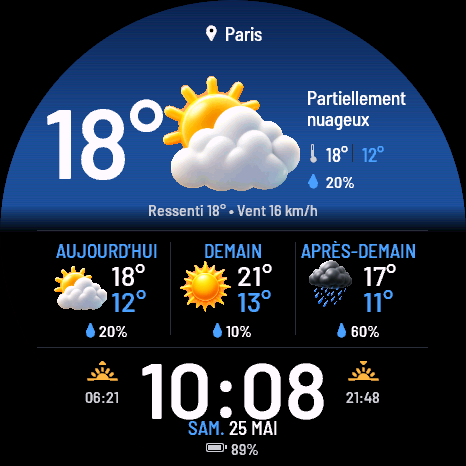 Paris
18°
Partiellement
nuageux
18° | 12°
20%
Ressenti 18° • Vent 16 km/h
AUJOURD'HUI DEMAIN APRÈS-DEMAIN
18° 21° 17°
12° 13° 11°
20% 10% 60%
06:21 10:08 21:48
SAM. 25 MAI
89%